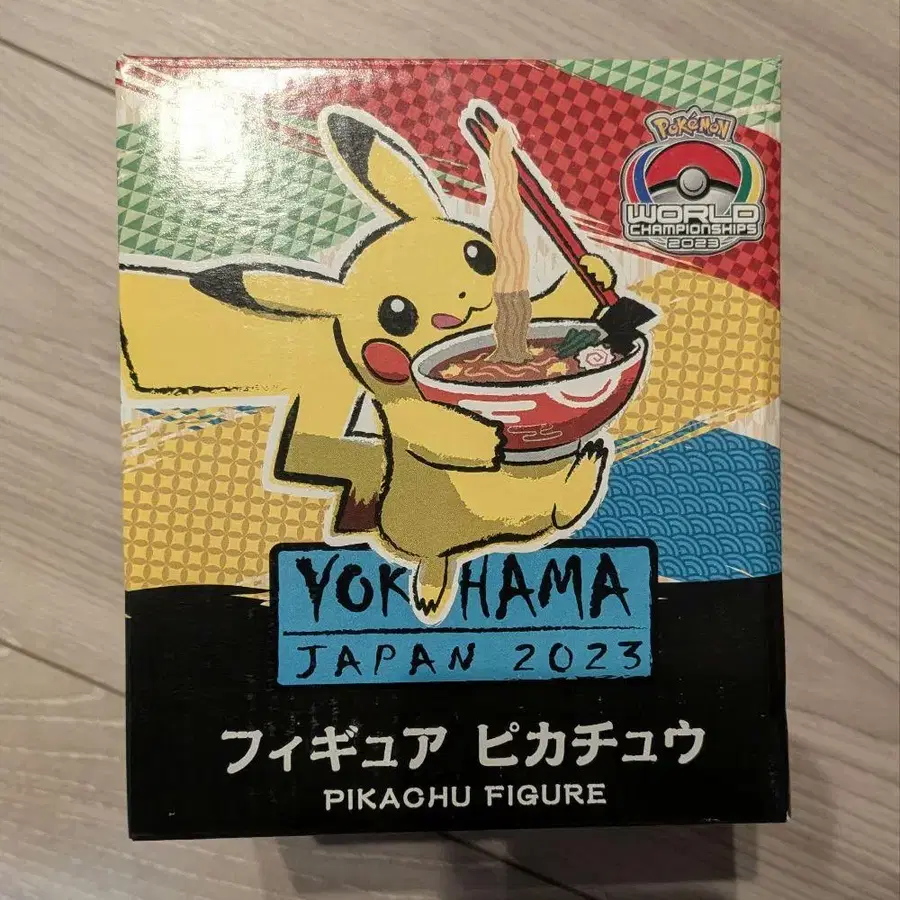 POKÉMON
WORLD
CHAMPIONSHIPS
2023
YOKOHAMA
JAPAN 2023
フィギュア ピカチュウ
PIKACHU FIGURE